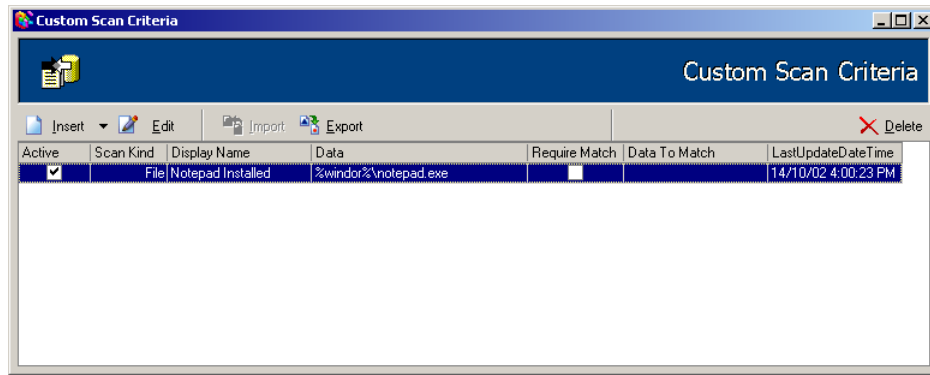 Custom Scan Criteria
Custom Scan Criteria
Insert Edit Import Export Delete
Active Scan Kind Display Name Data Require Match Data To Match LastUpdateDateTime
File Notepad Installed %windor%\notepad.exe 14/10/02 4:00:23 PM